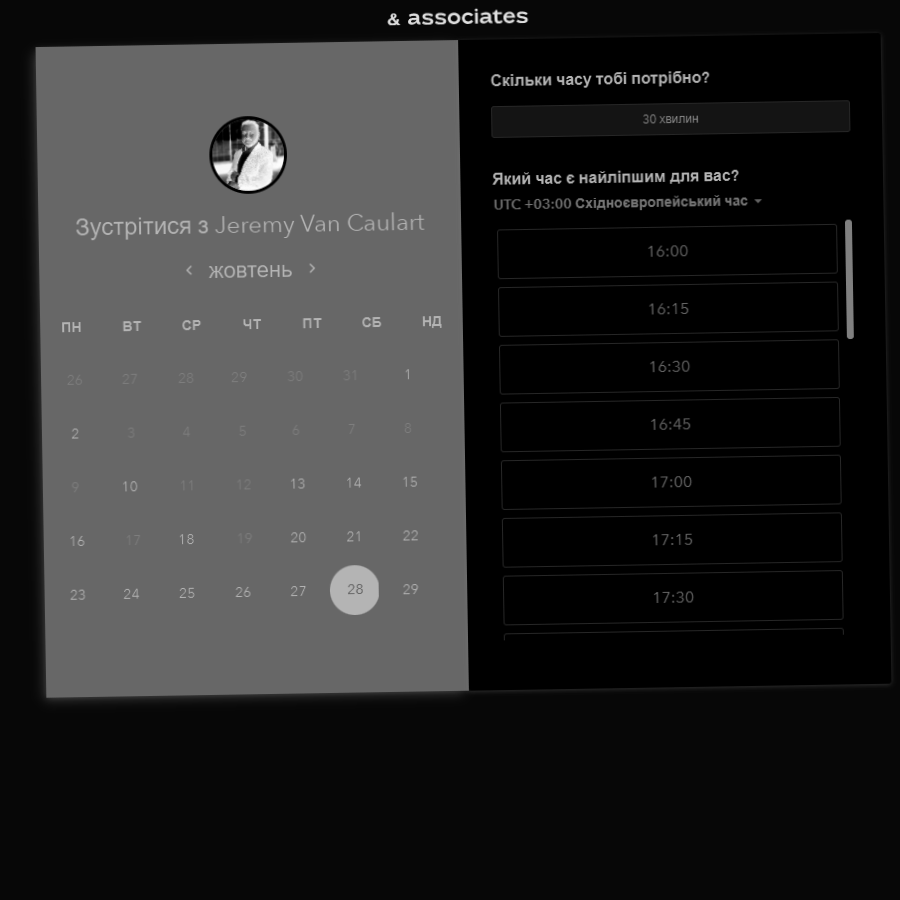 & associates
Зустрітися з Jeremy Van Caulart
‹ жовтень ›
ПН ВТ СР ЧТ ПТ СБ НД
26 27 28 29 30 31 1
2 3 4 5 6 7 8
9 10 11 12 13 14 15
16 17 18 19 20 21 22
23 24 25 26 27 28 29
Скільки часу тобі потрібно?
30 хвилин
Який час є найліпшим для вас?
UTC +03:00 Східноєвропейський час
16:00
16:15
16:30
16:45
17:00
17:15
17:30